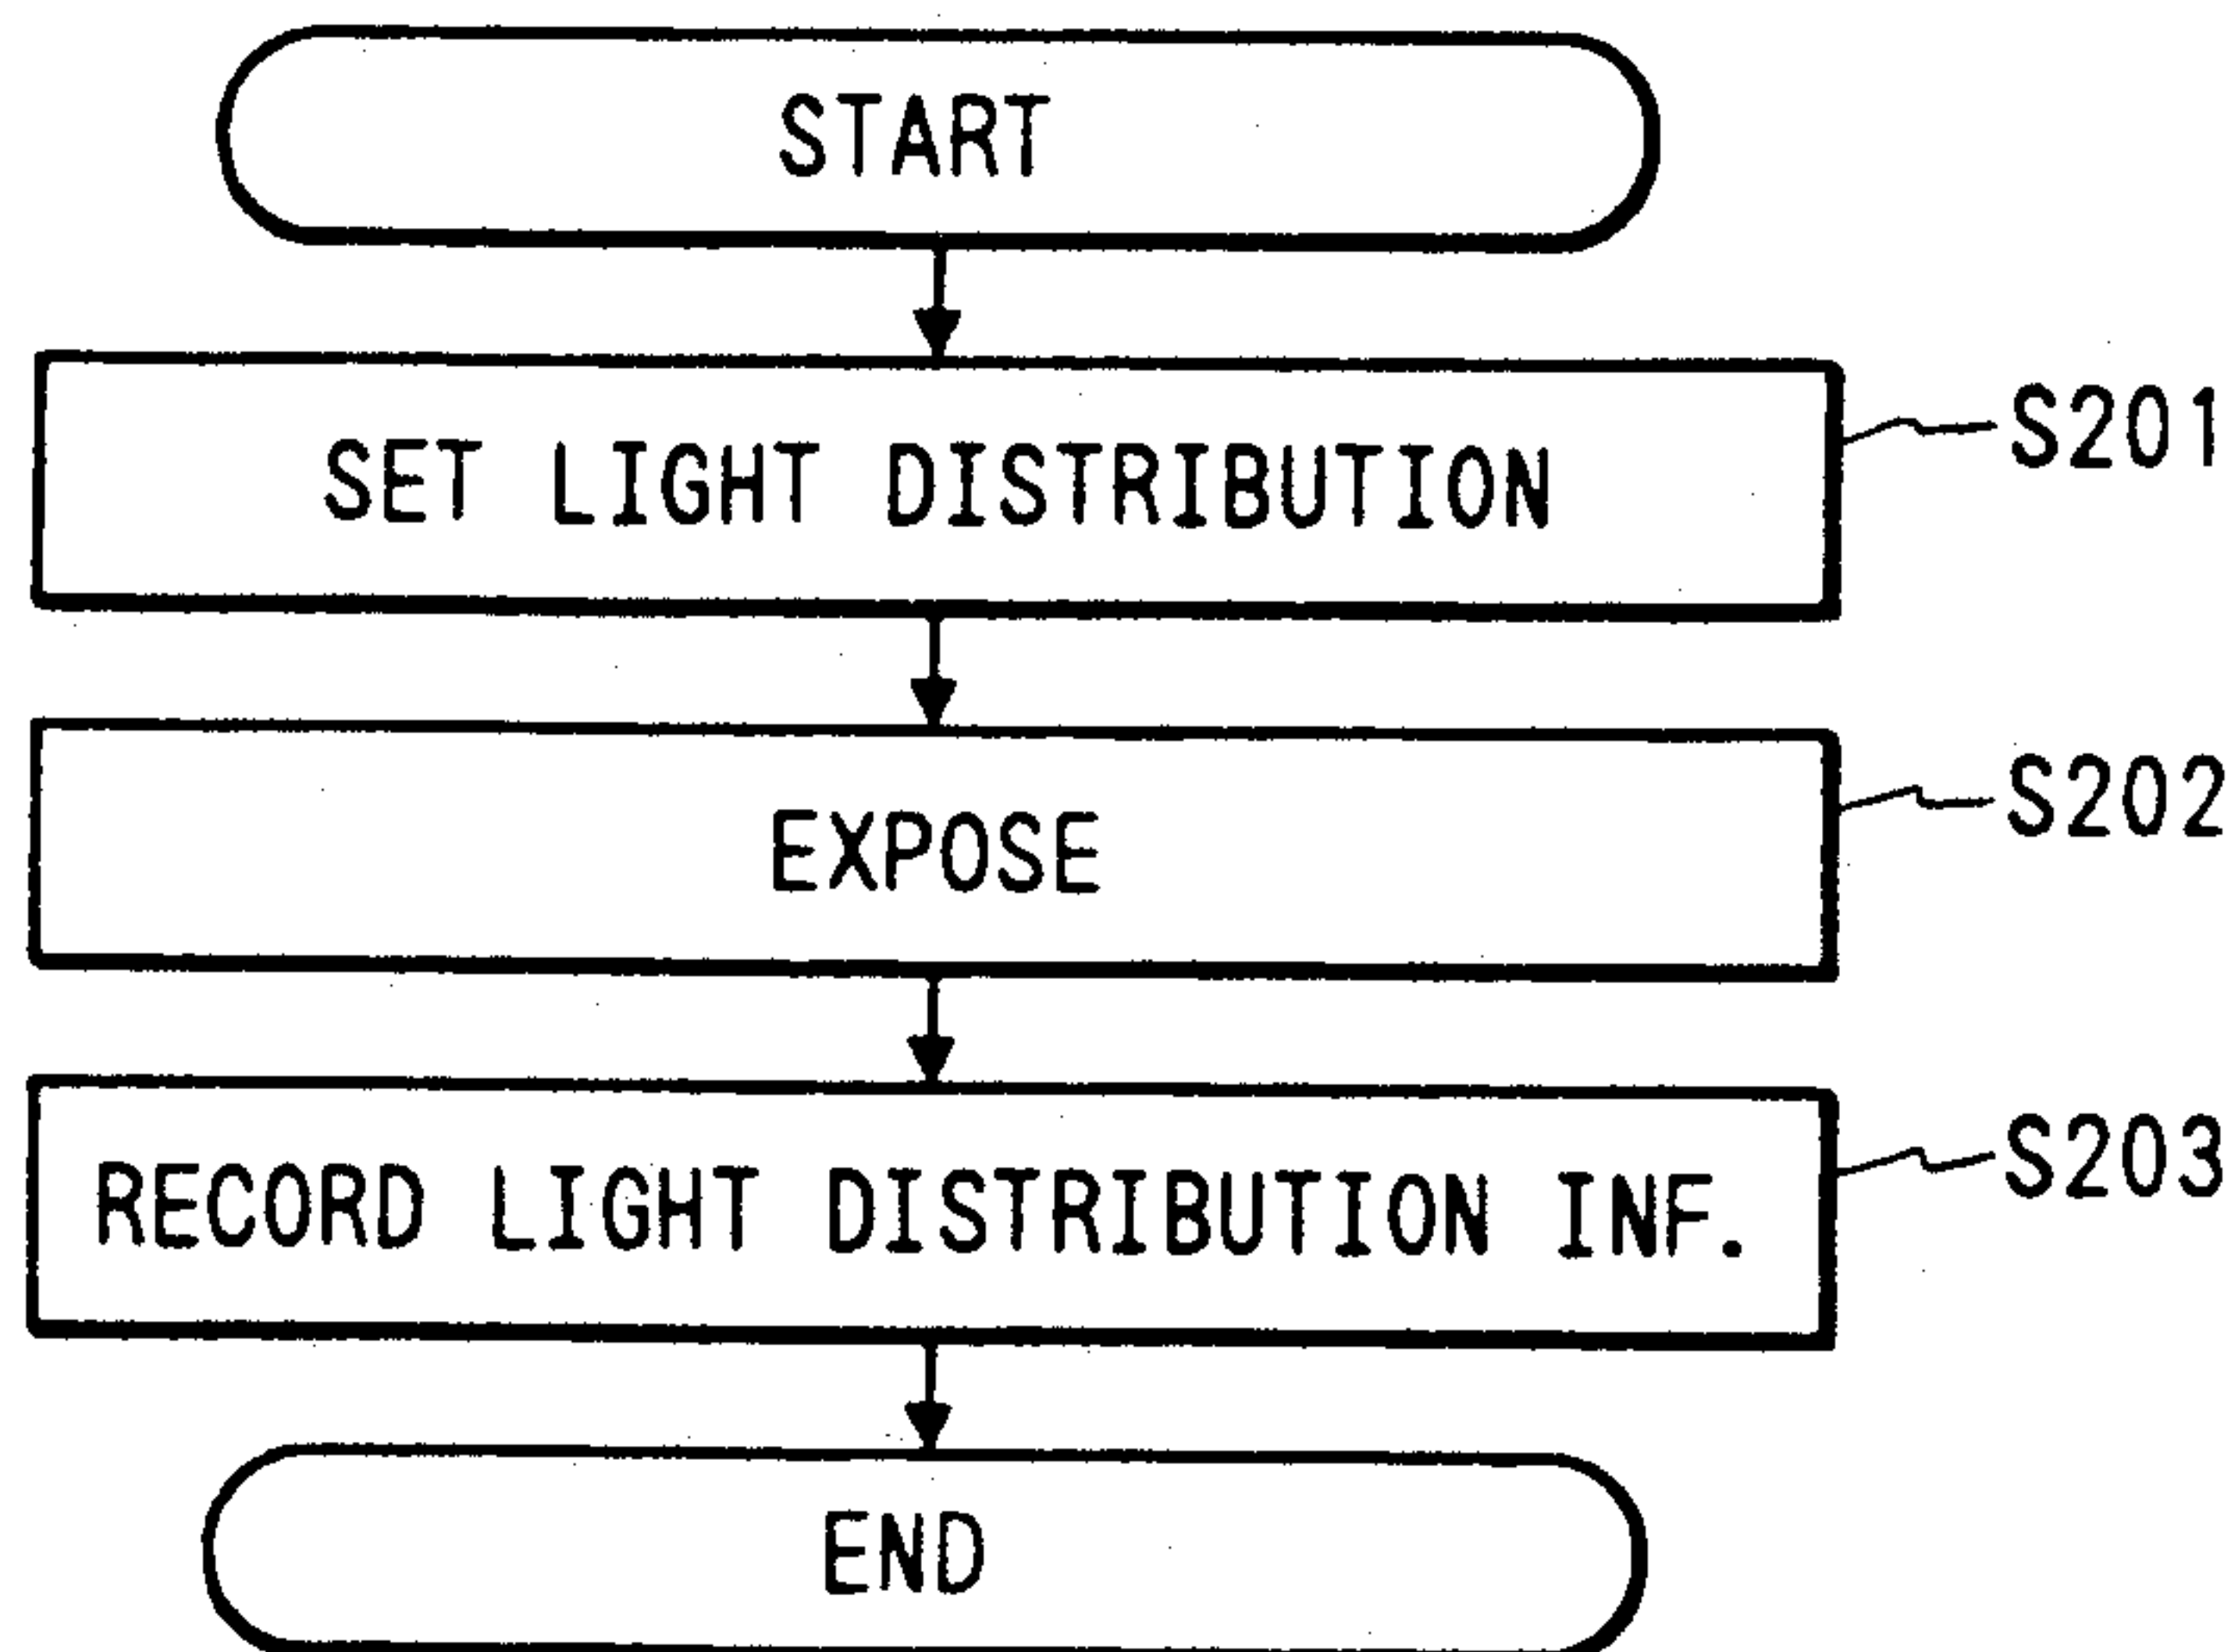 START
SET LIGHT DISTRIBUTION
S201
EXPOSE
S202
RECORD LIGHT DISTRIBUTION INF.
S203
END